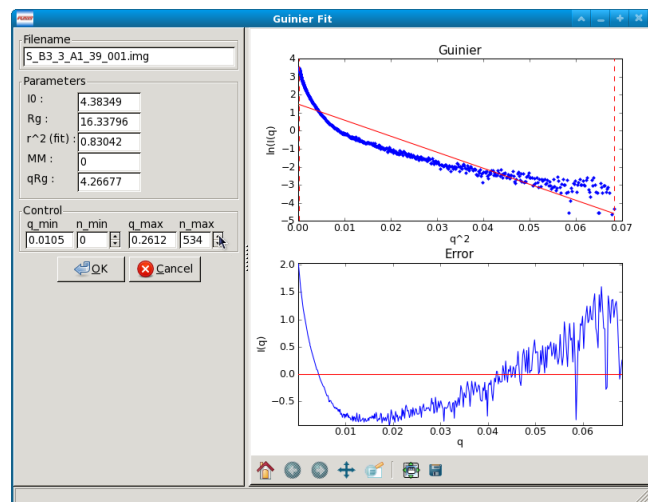 Guinier Fit
Filename
S_B3_3_A1_39_001.img
Parameters
I0 : 4.38349
Rg : 16.33796
r^2 (fit) : 0.83042
MM : 0
qRg : 4.26677
Control
q_min n_min q_max n_max
0.0105 0 0.2612 534
OK Cancel
Guinier
4
3
2
1
0
−1
−2
−3
−4
−5
ln(I(q)
0.00 0.01 0.02 0.03 0.04 0.05 0.06 0.07
q^2
Error
2.0
1.5
1.0
0.5
0.0
−0.5
I(q)
0.01 0.02 0.03 0.04 0.05 0.06
q